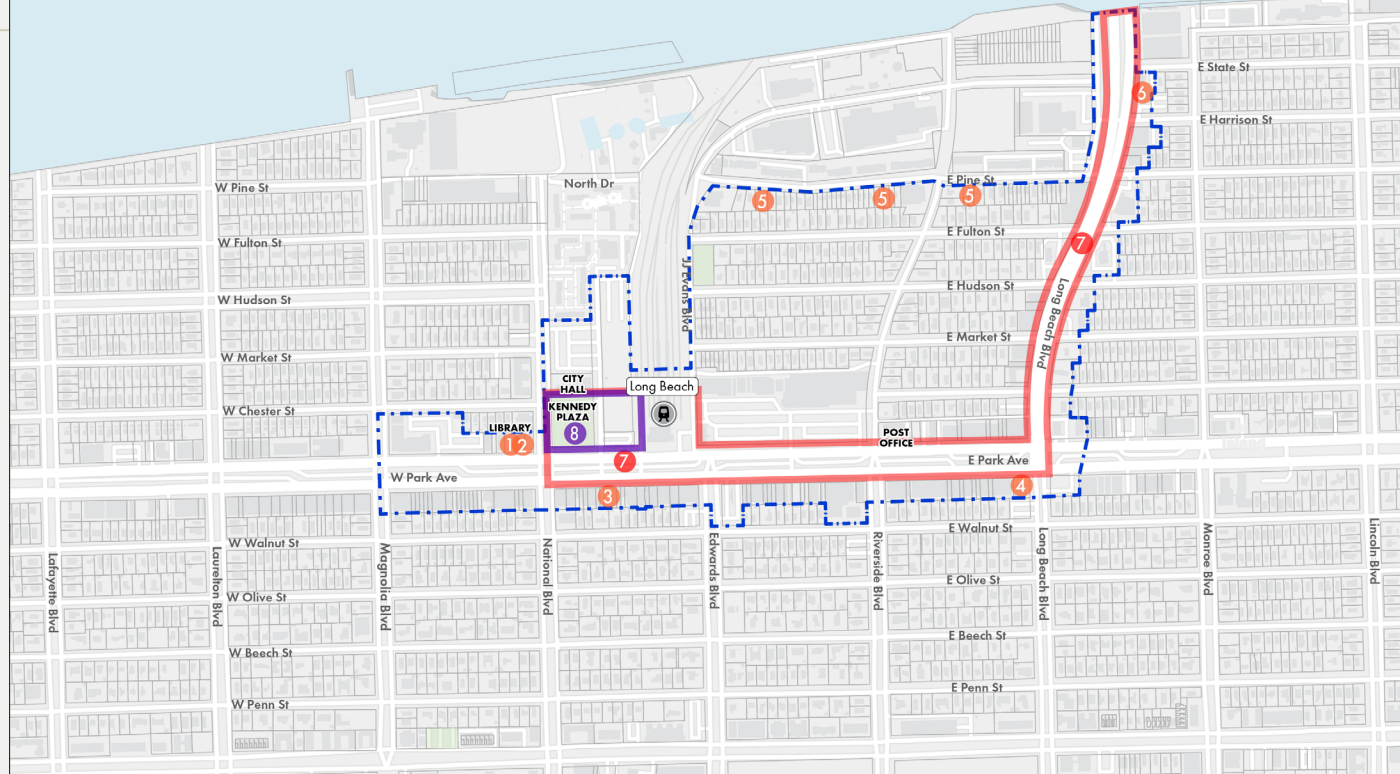 E State St
6
E Harrison St
W Pine St
North Dr
E Pine St
5
5
5
W Fulton St
E Fulton St
7
JJ Evans Blvd
W Hudson St
E Hudson St
Long Beach Blvd
W Market St
E Market St
CITY
HALL
Long Beach
W Chester St
KENNEDY
PLAZA
8
LIBRARY
1 2
POST
OFFICE
7
E Park Ave
W Park Ave
3
4
W Walnut St
E Walnut St
Lafayette Blvd
Laurelton Blvd
Magnolia Blvd
National Blvd
Edwards Blvd
Riverside Blvd
Long Beach Blvd
Monroe Blvd
Lincoln Blvd
W Olive St
E Olive St
W Beech St
E Beech St
W Penn St
E Penn St